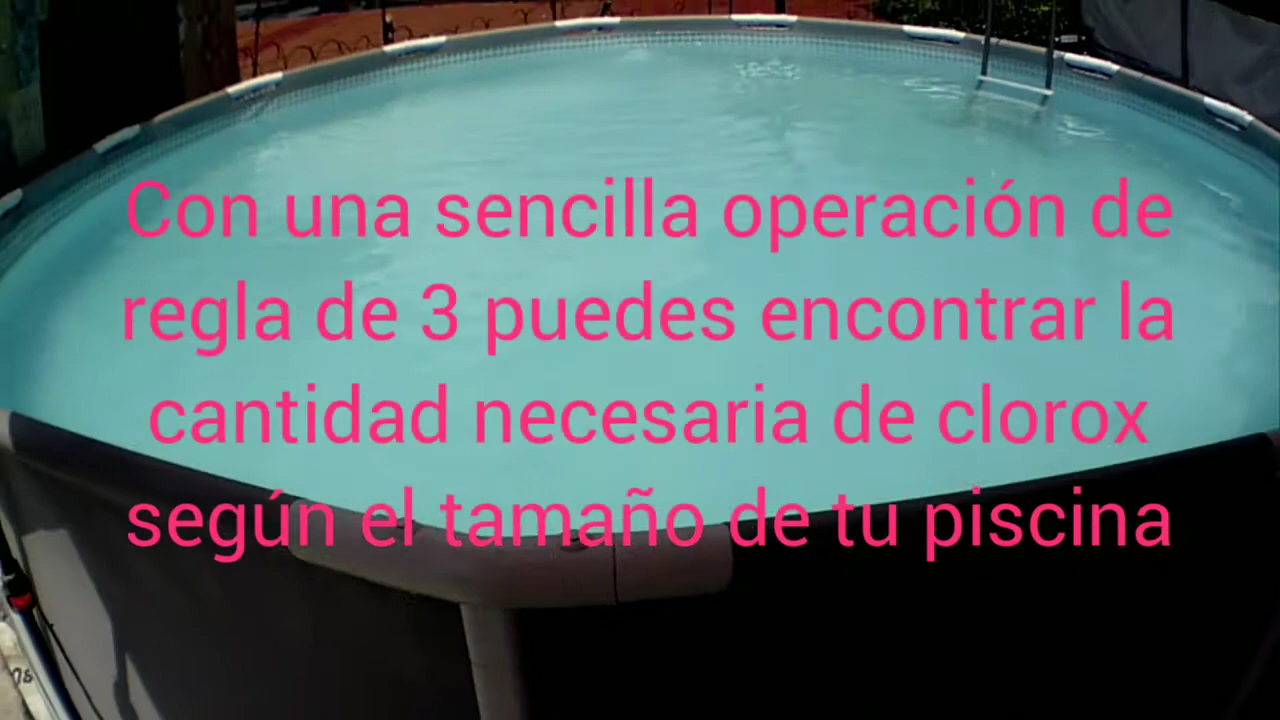 Con una sencilla operación de
regla de 3 puedes encontrar la
cantidad necesaria de clorox
según el tamaño de tu piscina